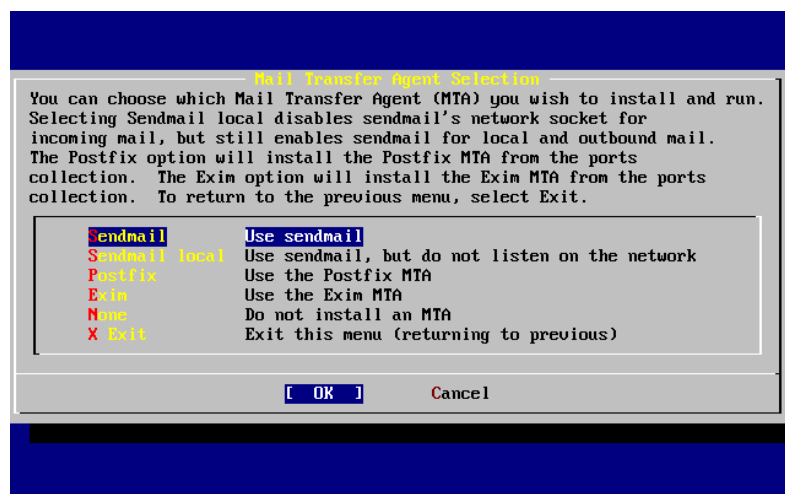 Mail Transfer Agent Selection
You can choose which Mail Transfer Agent (MTA) you wish to install and run.
Selecting Sendmail local disables sendmail's network socket for
incoming mail, but still enables sendmail for local and outbound mail.
The Postfix option will install the Postfix MTA from the ports
collection.  The Exim option will install the Exim MTA from the ports
collection.  To return to the previous menu, select Exit.
Sendmail Use sendmail
Sendmail local Use sendmail, but do not listen on the network
Postfix Use the Postfix MTA
Exim Use the Exim MTA
None Do not install an MTA
X Exit Exit this menu (returning to previous)
[ OK ] Cancel